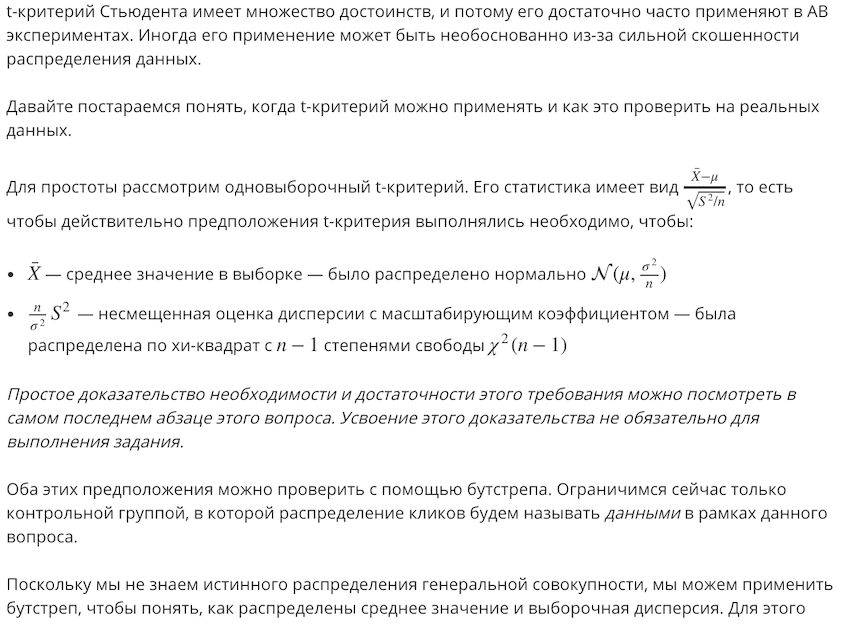 t-критерий Стьюдента имеет множество достоинств, и потому его достаточно часто применяют в АВ
экспериментах. Иногда его применение может быть необоснованно из-за сильной скошенности
распределения данных.
Давайте постараемся понять, когда t-критерий можно применять и как это проверить на реальных
данных.
Для простоты рассмотрим одновыборочный t-критерий. Его статистика имеет вид $\frac{\bar{X}-\mu}{\sqrt{S^2/n}}$, то есть
чтобы действительно предположения t-критерия выполнялись необходимо, чтобы:
• $\bar{X}$ — среднее значение в выборке — было распределено нормально $\mathcal{N}(\mu, \frac{\sigma^2}{n})$
• $\frac{n}{\sigma^2} S^2$ — несмещенная оценка дисперсии с масштабирующим коэффициентом — была
распределена по хи-квадрат с $n - 1$ степенями свободы $\chi^2(n - 1)$
Простое доказательство необходимости и достаточности этого требования можно посмотреть в
самом последнем абзаце этого вопроса. Усвоение этого доказательства не обязательно для
выполнения задания.
Оба этих предположения можно проверить с помощью бутстрепа. Ограничимся сейчас только
контрольной группой, в которой распределение кликов будем называть данными в рамках данного
вопроса.
Поскольку мы не знаем истинного распределения генеральной совокупности, мы можем применить
бутстреп, чтобы понять, как распределены среднее значение и выборочная дисперсия. Для этого